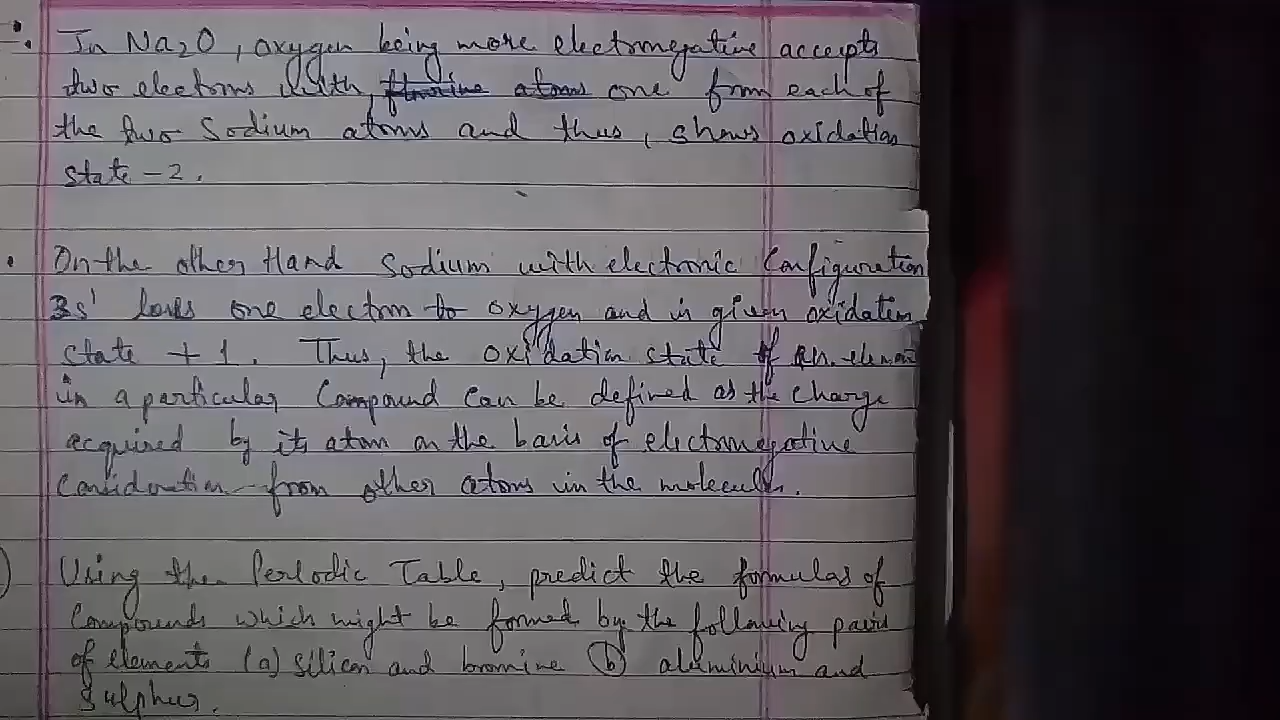 In Na2O, oxygen being more electronegative accepts
two electorns with, one from each of
the two Sodium atoms and thus, shows oxidation
state -2.
On the other Hand Sodium with electronic Configuration
3s¹ loses one electron to oxygen and is given oxidation
state +1. Thus, the oxidation state of an element
in a particular Compound can be defined as the charge
acquired by its atom on the basis of electronegative
Consideration from other atoms in the molecule.
Using the Periodic Table, predict the formulas of
Compounds which might be formed by the following pairs
of elements (a) silicon and bromine (b) aluminium and
Sulphur.